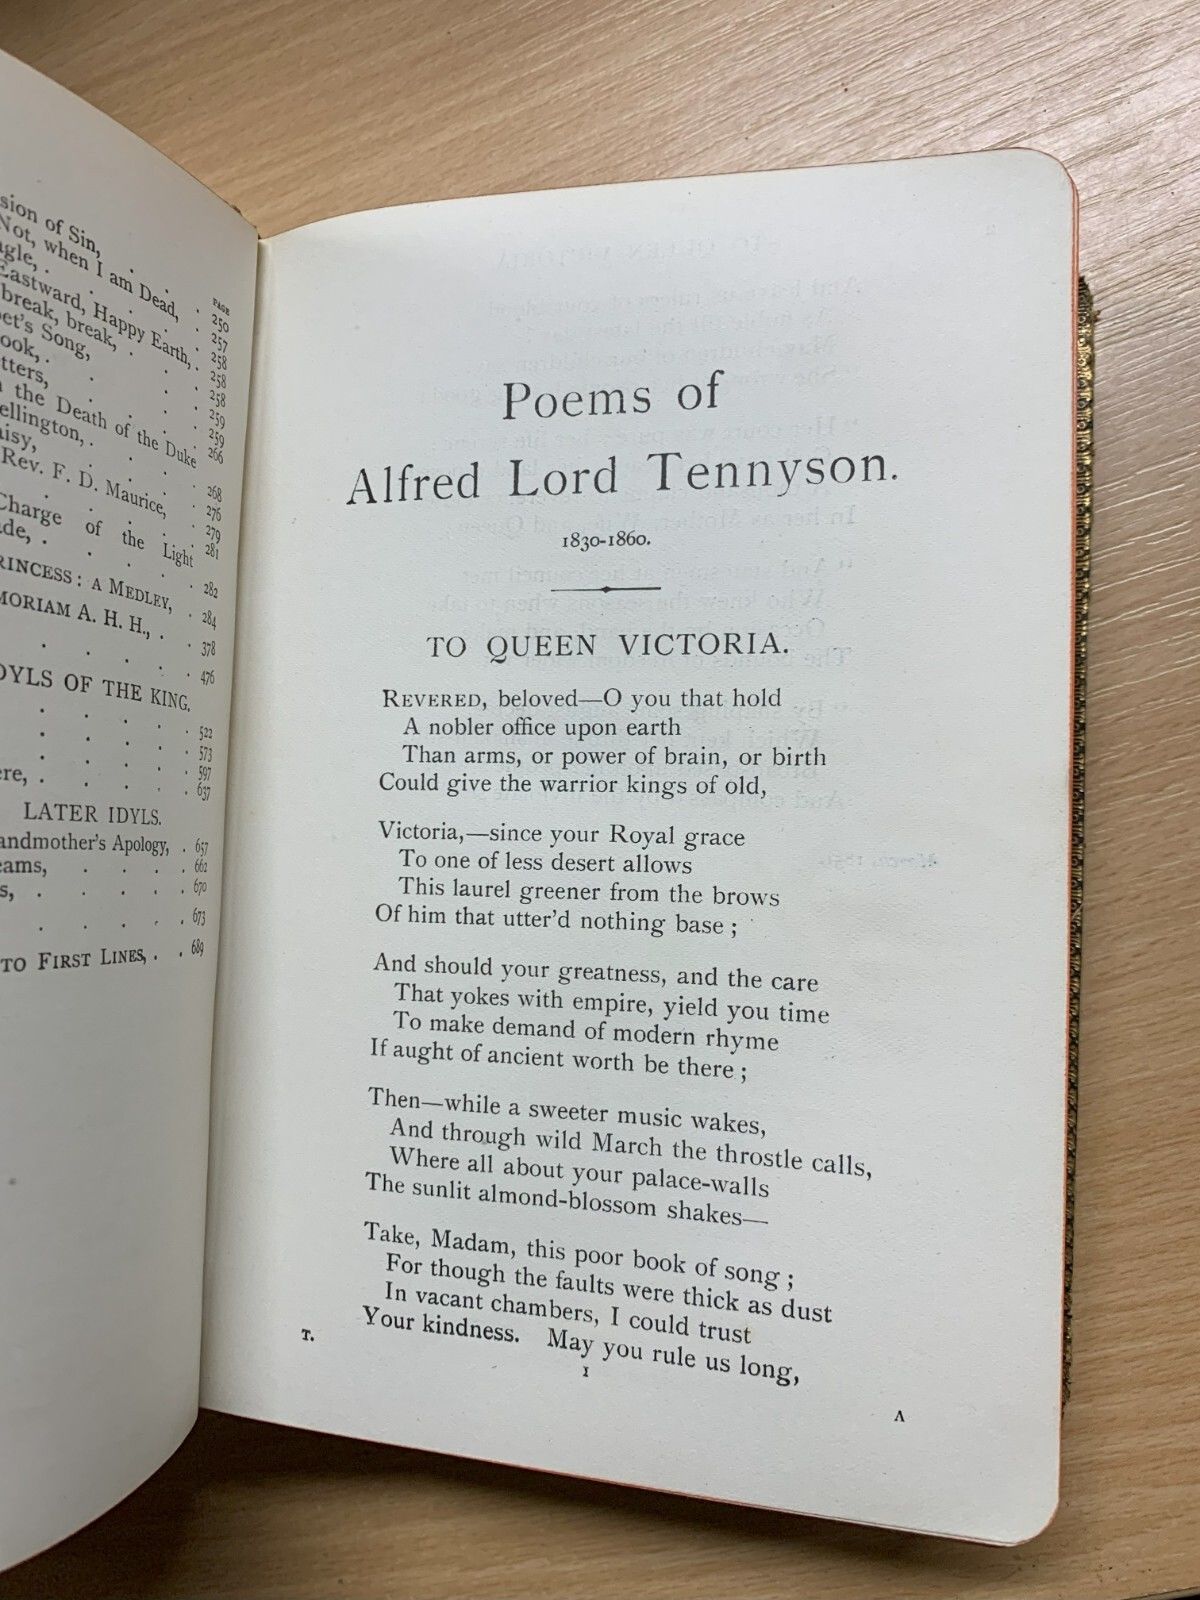 sion of Sin,
Not, when I am Dead,
gle,
Eastward, Happy Earth,
break, break,
et's Song,
ook,
tters,
the Death of the Duke
ellington,
aisy,
Rev. F. D. Maurice,
Charge of the Light
de,
RINCESS: A MEDLEY,
MORIAM A. H. H.,
DYLS OF THE KING.
ere,
LATER IDYLS.
andmother's Apology,
eams,
s,
TO FIRST LINES,
PAGE
250
257
258
258
258
259
259
266
268
276
279
281
282
284
378
476
522
573
597
637
657
662
670
673
689
Poems of
Alfred Lord Tennyson.
1830-1860.
TO QUEEN VICTORIA.
REVERED, beloved—O you that hold
A nobler office upon earth
Than arms, or power of brain, or birth
Could give the warrior kings of old,
Victoria,—since your Royal grace
To one of less desert allows
This laurel greener from the brows
Of him that utter'd nothing base ;
And should your greatness, and the care
That yokes with empire, yield you time
To make demand of modern rhyme
If aught of ancient worth be there ;
Then—while a sweeter music wakes,
And through wild March the throstle calls,
Where all about your palace-walls
The sunlit almond-blossom shakes—
Take, Madam, this poor book of song ;
For though the faults were thick as dust
In vacant chambers, I could trust
Your kindness. May you rule us long,
T.
1
A